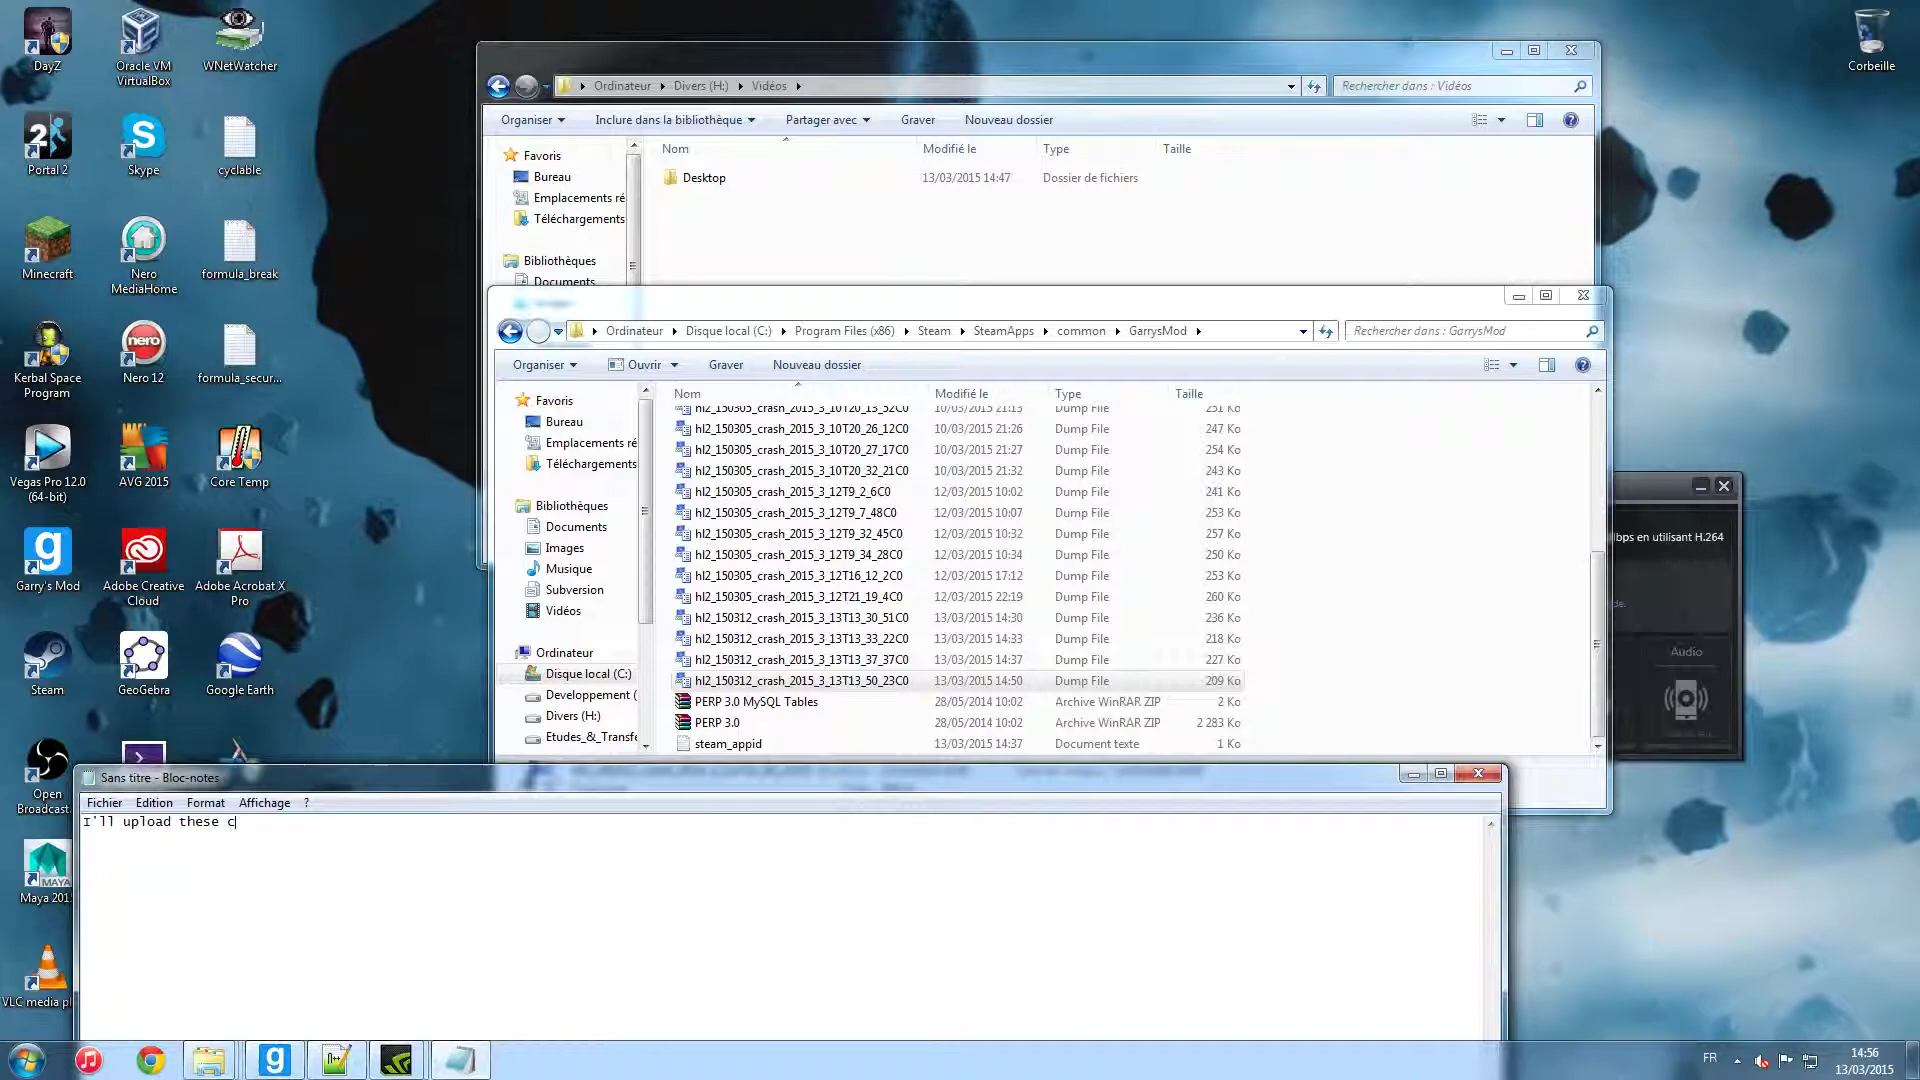 DayZ
Oracle VM
VirtualBox
WNetWatcher
Corbeille
Portal 2
Skype
cyclable
Minecraft
Nero
MediaHome
formula_break
Kerbal Space
Program
Nero 12
formula_secur...
Vegas Pro 12.0
(64-bit)
AVG 2015
Core Temp
Garry's Mod
Adobe Creative
Cloud
Adobe Acrobat X
Pro
Steam
GeoGebra
Google Earth
Open
Broadcast
Maya 201
VLC media pl
Ordinateur
Divers (H:)
Vidéos
Rechercher dans : Vidéos
Organiser
Inclure dans la bibliothèque
Partager avec
Graver
Nouveau dossier
Nom
Modifié le
Type
Taille
Favoris
Bureau
Emplacements ré
Téléchargements
Bibliothèques
Documents
Desktop
13/03/2015 14:47
Dossier de fichiers
Ordinateur
Disque local (C:)
Program Files (x86)
Steam
SteamApps
common
GarrysMod
Rechercher dans : GarrysMod
Organiser
Ouvrir
Graver
Nouveau dossier
Nom Modifié le Type Taille
Favoris
Bureau
Emplacements ré
Téléchargements
Bibliothèques
Documents
Images
Musique
Subversion
Vidéos
Ordinateur
Disque local (C:)
Developpement (
Divers (H:)
Etudes_&_Transfe
hl2_150305_crash_2015_3_10T20_13_52C0 10/03/2015 21:13 Dump File 251 Ko
hl2_150305_crash_2015_3_10T20_26_12C0 10/03/2015 21:26 Dump File 247 Ko
hl2_150305_crash_2015_3_10T20_27_17C0 10/03/2015 21:27 Dump File 254 Ko
hl2_150305_crash_2015_3_10T20_32_21C0 10/03/2015 21:32 Dump File 243 Ko
hl2_150305_crash_2015_3_12T9_2_6C0 12/03/2015 10:02 Dump File 241 Ko
hl2_150305_crash_2015_3_12T9_7_48C0 12/03/2015 10:07 Dump File 253 Ko
hl2_150305_crash_2015_3_12T9_32_45C0 12/03/2015 10:32 Dump File 257 Ko
hl2_150305_crash_2015_3_12T9_34_28C0 12/03/2015 10:34 Dump File 250 Ko
hl2_150305_crash_2015_3_12T16_12_2C0 12/03/2015 17:12 Dump File 253 Ko
hl2_150305_crash_2015_3_12T21_19_4C0 12/03/2015 22:19 Dump File 260 Ko
hl2_150312_crash_2015_3_13T13_30_51C0 13/03/2015 14:30 Dump File 236 Ko
hl2_150312_crash_2015_3_13T13_33_22C0 13/03/2015 14:33 Dump File 218 Ko
hl2_150312_crash_2015_3_13T13_37_37C0 13/03/2015 14:37 Dump File 227 Ko
hl2_150312_crash_2015_3_13T13_50_23C0 13/03/2015 14:50 Dump File 209 Ko
PERP 3.0 MySQL Tables 28/05/2014 10:02 Archive WinRAR ZIP 2 Ko
PERP 3.0 28/05/2014 10:02 Archive WinRAR ZIP 2 283 Ko
steam_appid 13/03/2015 14:37 Document texte 1 Ko
lbps en utilisant H.264
de.
Audio
Sans titre - Bloc-notes
Fichier Edition Format Affichage ?
I'll upload these c
FR
14:56
13/03/2015